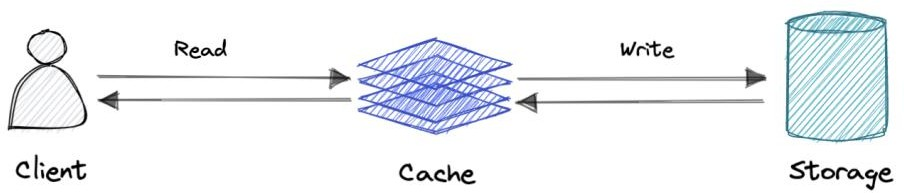 Read
Write
Client
Cache
Storage